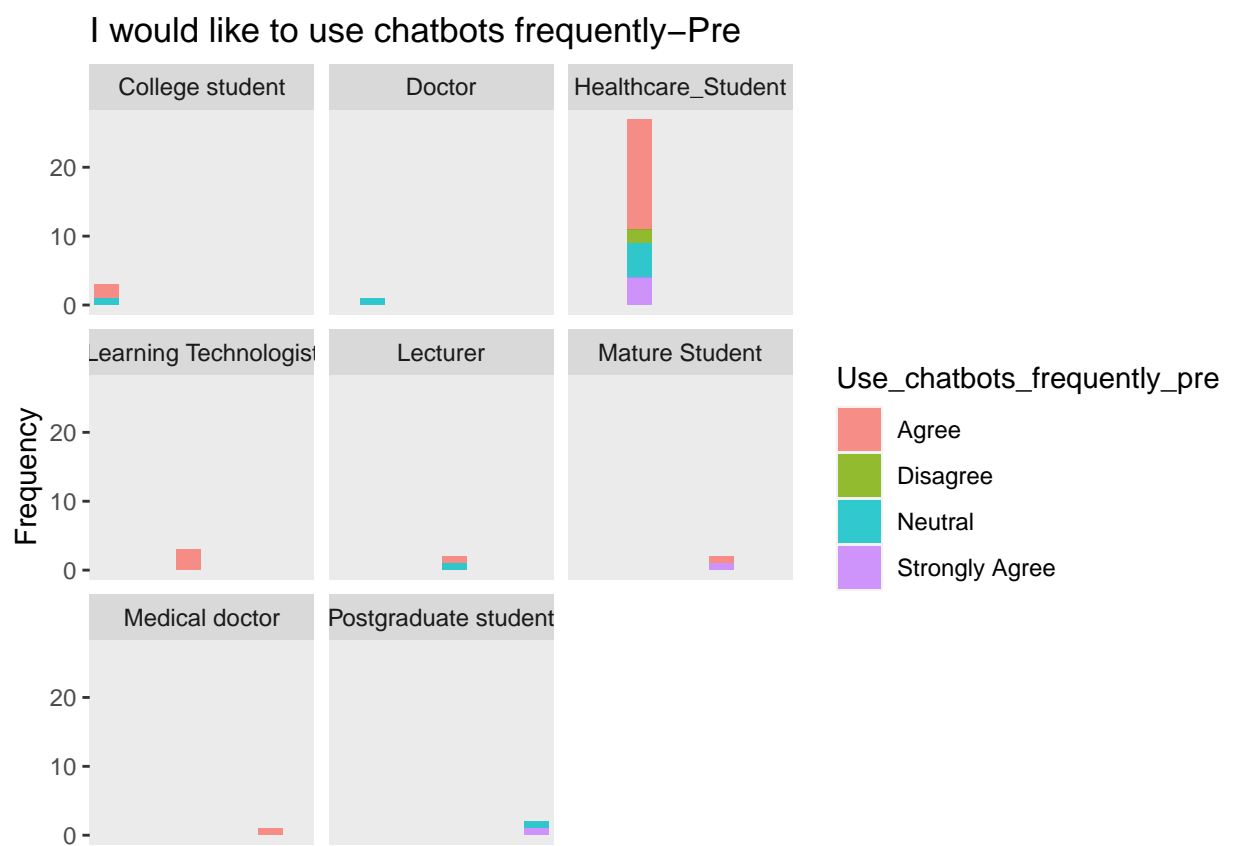 I would like to use chatbots frequently−Pre
College student
Doctor
Healthcare_Student
20
10
0
Learning Technologist
Lecturer
Mature Student
20
10
0
Medical doctor
Postgraduate student
20
10
0
Frequency
Use_chatbots_frequently_pre
Agree
Disagree
Neutral
Strongly Agree